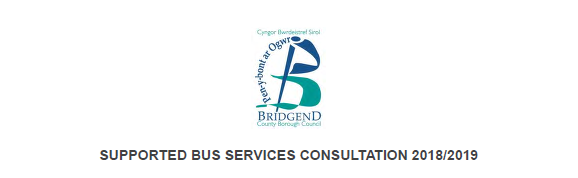 Cyngor Bwrdeistref Sirol
Pen-y-bont ar Ogwr
B
BRIDGEND
County Borough Council
SUPPORTED BUS SERVICES CONSULTATION 2018/2019